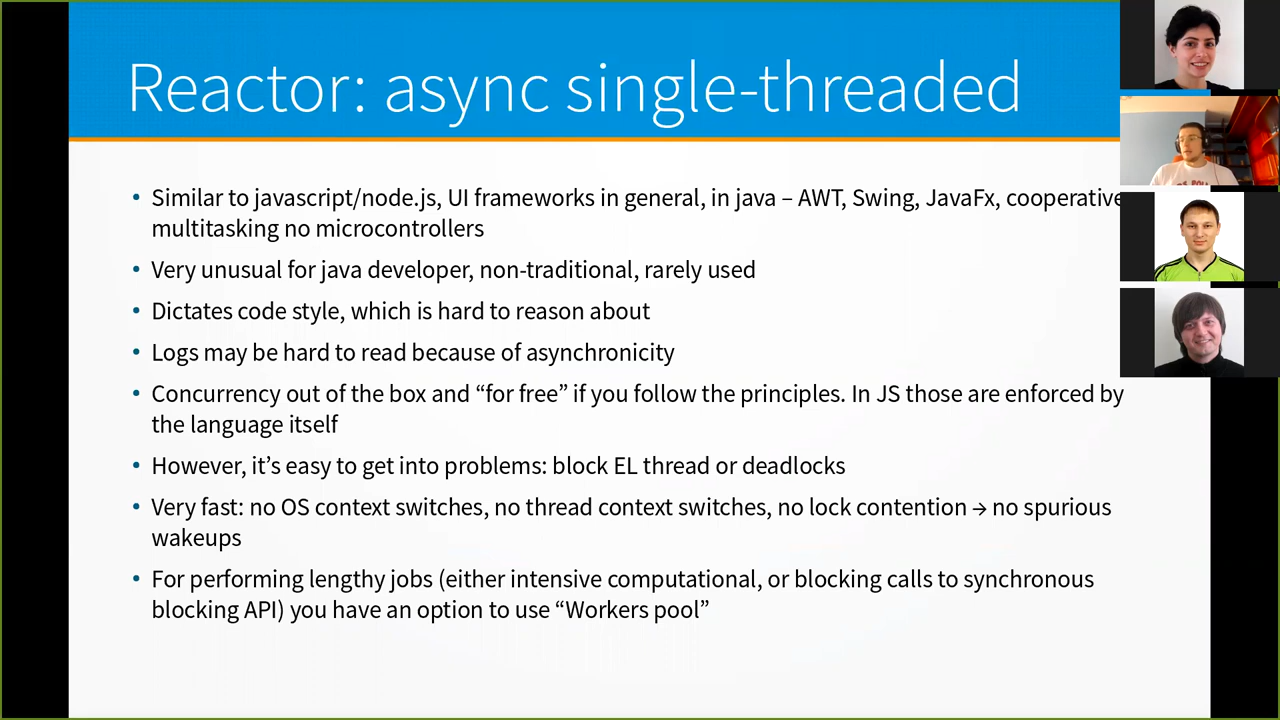 Reactor: async single-threaded
• Similar to javascript/node.js, UI frameworks in general, in java – AWT, Swing, JavaFx, cooperative
multitasking no microcontrollers
• Very unusual for java developer, non-traditional, rarely used
• Dictates code style, which is hard to reason about
• Logs may be hard to read because of asynchronicity
• Concurrency out of the box and “for free” if you follow the principles. In JS those are enforced by
the language itself
• However, it’s easy to get into problems: block EL thread or deadlocks
• Very fast: no OS context switches, no thread context switches, no lock contention → no spurious
wakeups
• For performing lengthy jobs (either intensive computational, or blocking calls to synchronous
blocking API) you have an option to use “Workers pool”